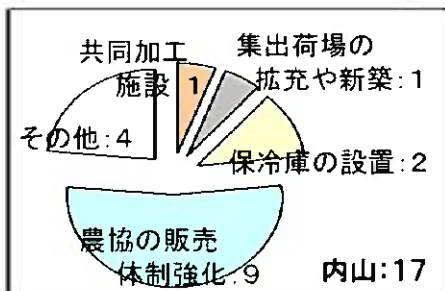 共同加工
施設 1
集出荷場の
拡充や新築:1
その他:4
保冷庫の設置:2
農協の販売
体制強化:9
内山:17